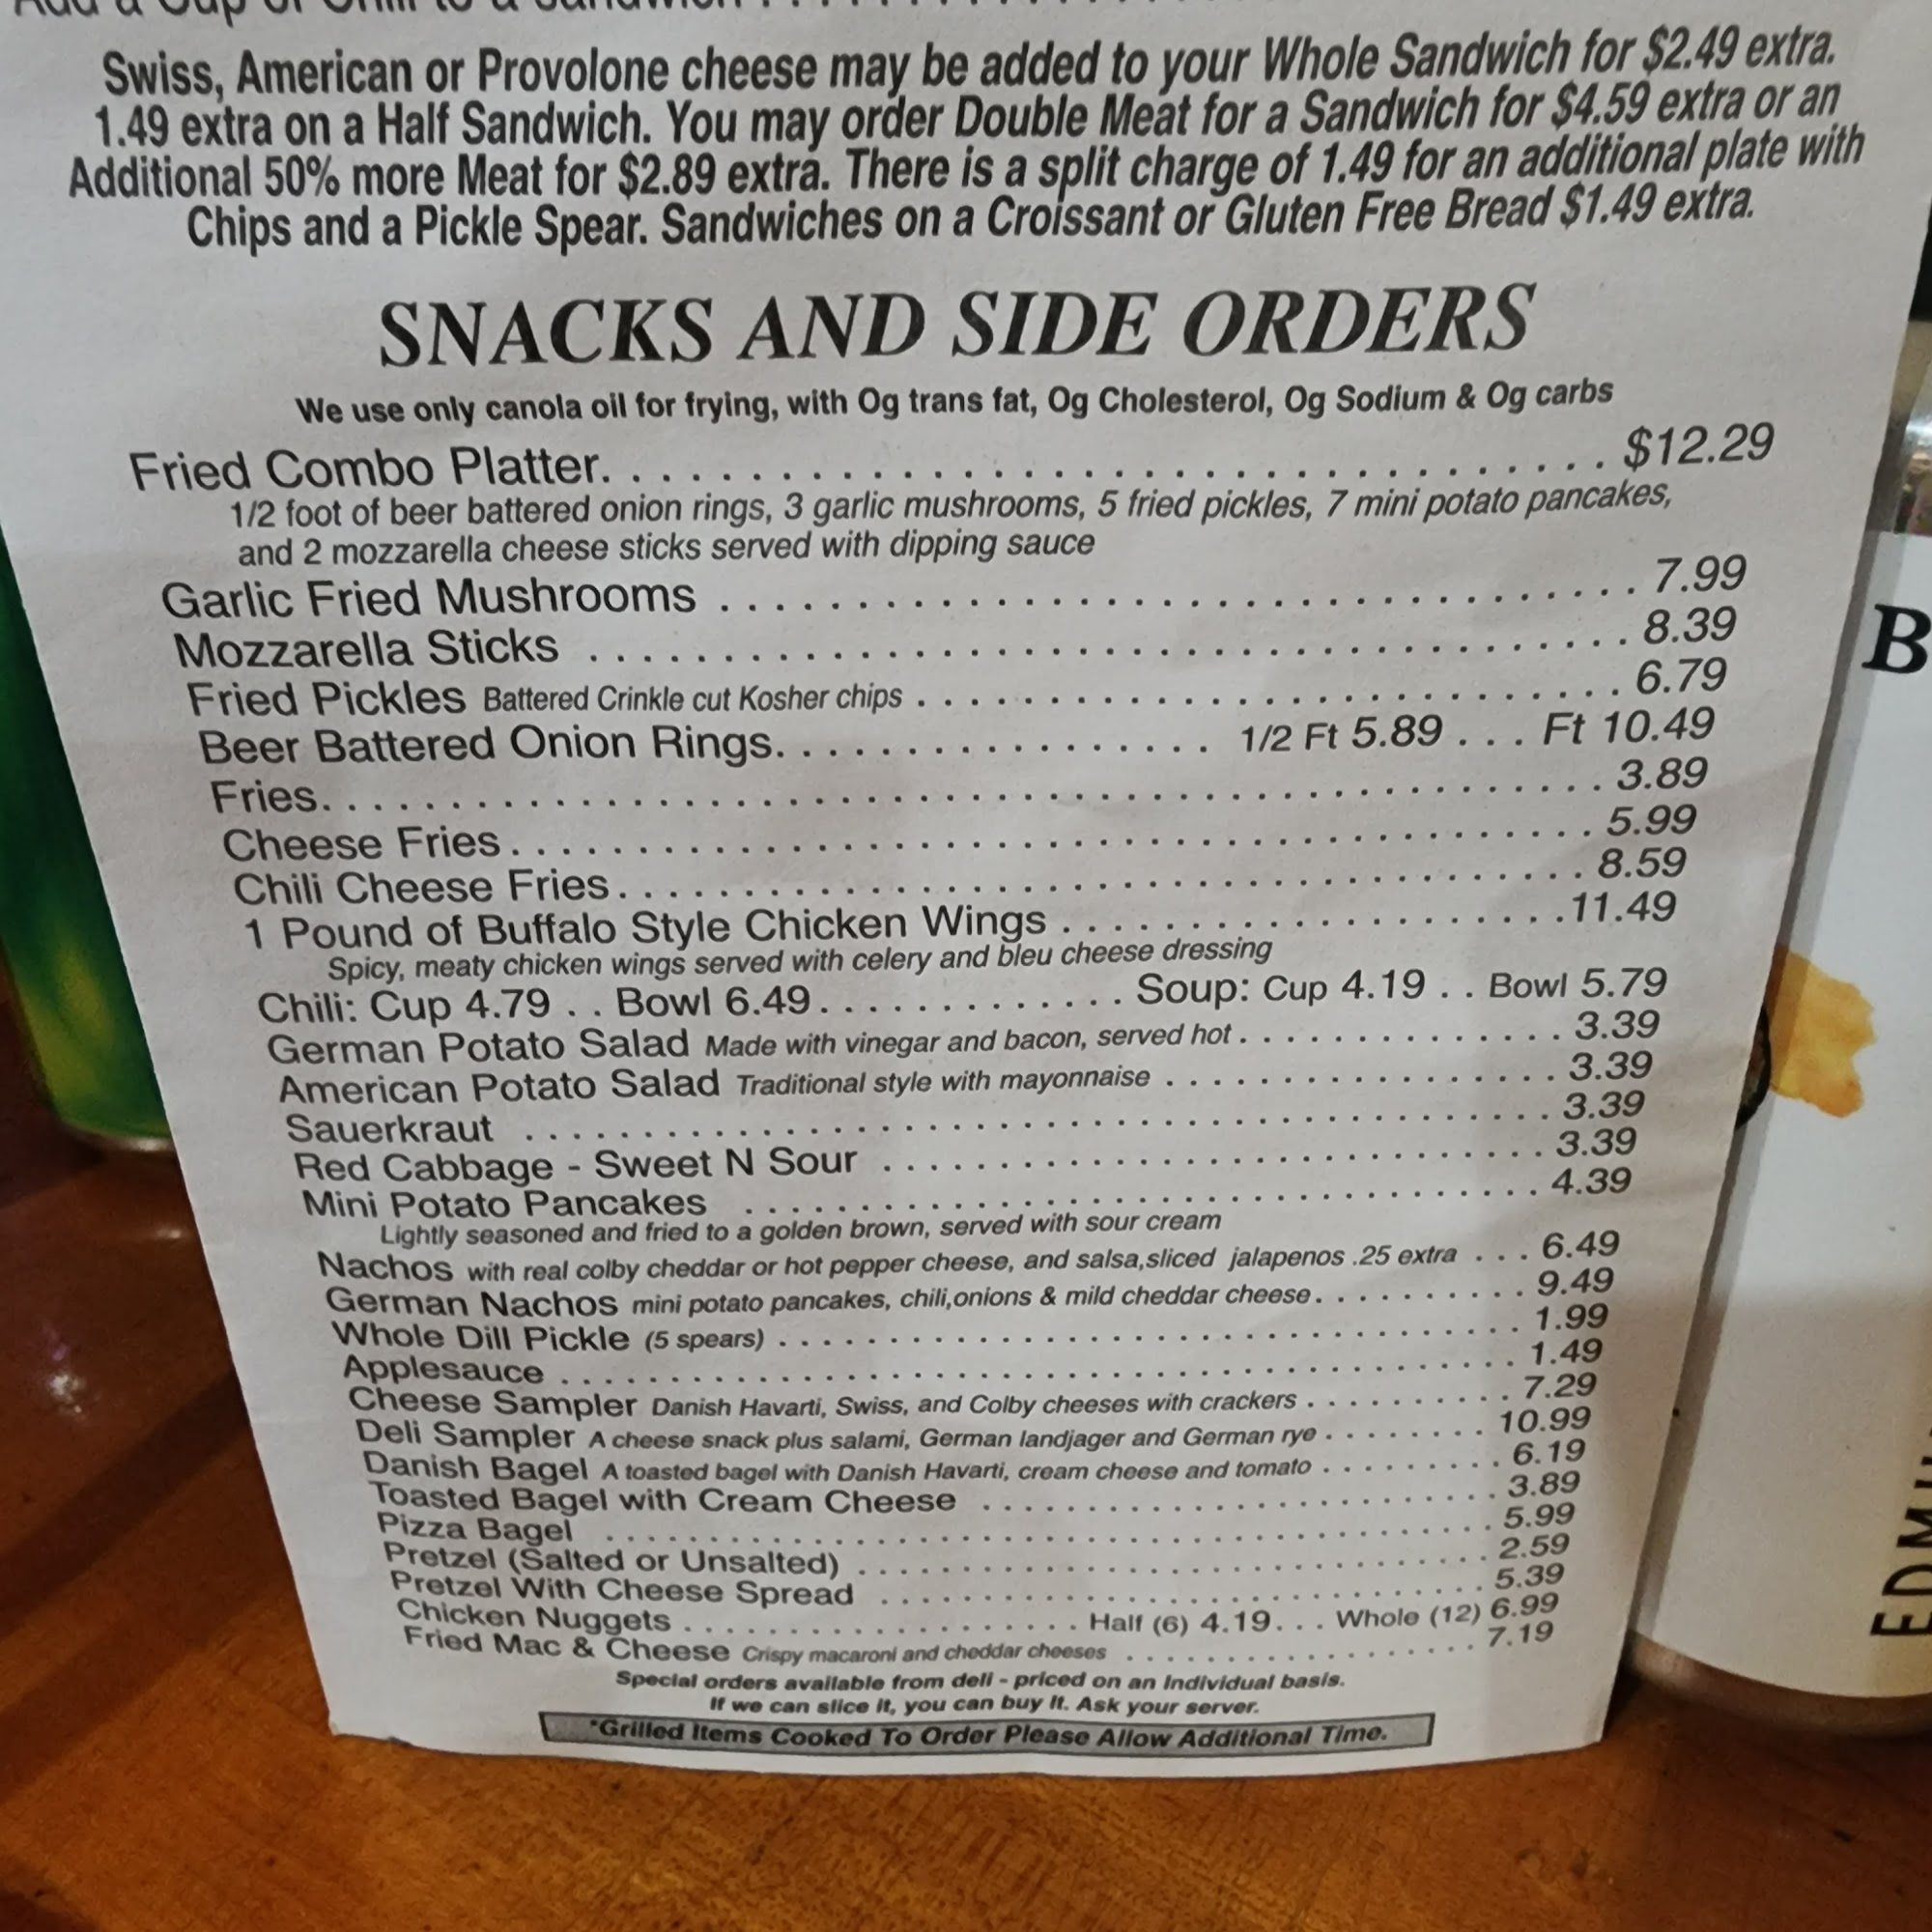 Add a Cup of Chili to a Sandwich . . . . . . . . . . . . . . .
Swiss, American or Provolone cheese may be added to your Whole Sandwich for $2.49 extra.
1.49 extra on a Half Sandwich. You may order Double Meat for a Sandwich for $4.59 extra or an
Additional 50% more Meat for $2.89 extra. There is a split charge of 1.49 for an additional plate with
Chips and a Pickle Spear. Sandwiches on a Croissant or Gluten Free Bread $1.49 extra.
SNACKS AND SIDE ORDERS
We use only canola oil for frying, with Og trans fat, Og Cholesterol, Og Sodium & Og carbs
Fried Combo Platter. . . . . . . . . . . . . . . . . . . . . . . . . . . . . . $12.29
1/2 foot of beer battered onion rings, 3 garlic mushrooms, 5 fried pickles, 7 mini potato pancakes,
and 2 mozzarella cheese sticks served with dipping sauce
Garlic Fried Mushrooms . . . . . . . . . . . . . . . . . . . . . . . . . . . . 7.99
Mozzarella Sticks . . . . . . . . . . . . . . . . . . . . . . . . . . . . . . . . 8.39
Fried Pickles Battered Crinkle cut Kosher chips . . . . . . . . . . . . . . . . . . . . . 6.79
Beer Battered Onion Rings. . . . . . . . . . . . . . . . 1/2 Ft 5.89 . . . Ft 10.49
Fries. . . . . . . . . . . . . . . . . . . . . . . . . . . . . . . . . . . . . . . 3.89
Cheese Fries. . . . . . . . . . . . . . . . . . . . . . . . . . . . . . . . . . . 5.99
Chili Cheese Fries. . . . . . . . . . . . . . . . . . . . . . . . . . . . . . . 8.59
1 Pound of Buffalo Style Chicken Wings . . . . . . . . . . . . . . . . .11.49
Spicy, meaty chicken wings served with celery and bleu cheese dressing
Chili: Cup 4.79 . . Bowl 6.49. . . . . . . . . . . . . Soup: Cup 4.19 . . Bowl 5.79
German Potato Salad Made with vinegar and bacon, served hot . . . . . . . . . . . . . 3.39
American Potato Salad Traditional style with mayonnaise . . . . . . . . . . . . . . . . 3.39
Sauerkraut . . . . . . . . . . . . . . . . . . . . . . . . . . . . . . . . . . . . . 3.39
Red Cabbage - Sweet N Sour . . . . . . . . . . . . . . . . . . . . . . . . . . 3.39
Mini Potato Pancakes . . . . . . . . . . . . . . . . . . . . . . . . . . . . . . 4.39
Lightly seasoned and fried to a golden brown, served with sour cream
Nachos with real colby cheddar or hot pepper cheese, and salsa,sliced jalapenos .25 extra . . . 6.49
German Nachos mini potato pancakes, chili,onions & mild cheddar cheese. . . . . . . . . . 9.49
Whole Dill Pickle (5 spears) . . . . . . . . . . . . . . . . . . . . . . . . . . . . . . 1.99
Applesauce . . . . . . . . . . . . . . . . . . . . . . . . . . . . . . . . . . . . . . 1.49
Cheese Sampler Danish Havarti, Swiss, and Colby cheeses with crackers . . . . . . . . . . 7.29
Deli Sampler A cheese snack plus salami, German landjager and German rye . . . . . . . . 10.99
Danish Bagel A toasted bagel with Danish Havarti, cream cheese and tomato . . . . . . . . . 6.19
Toasted Bagel with Cream Cheese . . . . . . . . . . . . . . . . . . . . . . . . 3.89
Pizza Bagel . . . . . . . . . . . . . . . . . . . . . . . . . . . . . . . . . . . . 5.99
Pretzel (Salted or Unsalted) . . . . . . . . . . . . . . . . . . . . . . . . . . . . 2.59
Pretzel With Cheese Spread . . . . . . . . . . . . . . . . . . . . . . . . . . . 5.39
Chicken Nuggets . . . . . . . . . . . . . . . . . . Half (6) 4.19. . . Whole (12) 6.99
Fried Mac & Cheese Crispy macaroni and cheddar cheeses . . . . . . . . . . . . . . . . 7.19
Special orders available from deli - priced on an individual basis.
If we can slice it, you can buy it. Ask your server.
*Grilled Items Cooked To Order Please Allow Additional Time.
B